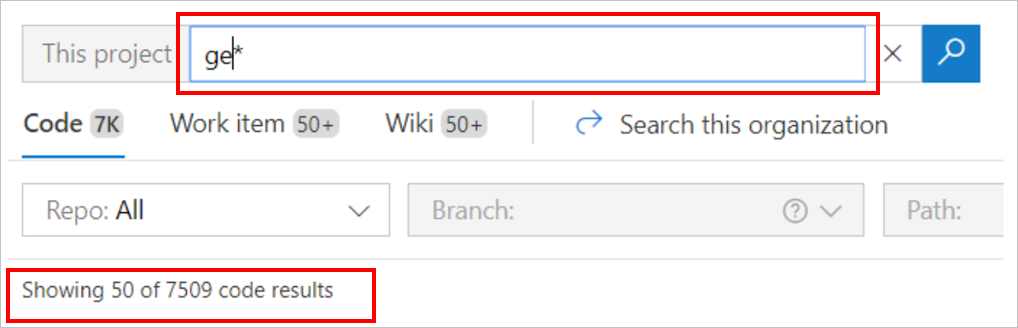 This project ge*
Code 7K Work item 50+ Wiki 50+ Search this organization
Repo: All Branch: Path:
Showing 50 of 7509 code results